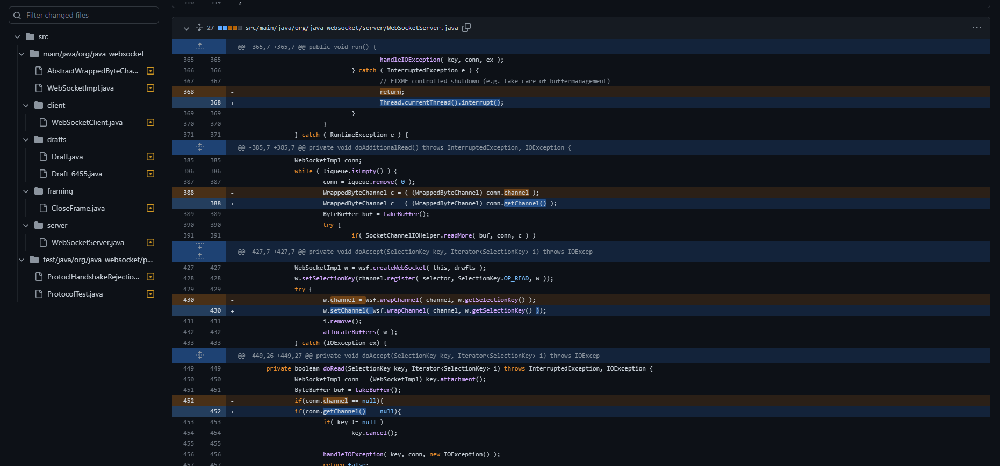 Filter changed files
src
main/java/org/java_websocket
AbstractWrappedByteCha...
WebSocketImpl.java
client
WebSocketClient.java
drafts
Draft.java
Draft_6455.java
framing
CloseFrame.java
server
WebSocketServer.java
test/java/org/java_websocket/p...
ProtoclHandshakeRejectio...
ProtocolTest.java
310 359 }
27 src/main/java/org/java_websocket/server/WebSocketServer.java
@@ -365,7 +365,7 @@ public void run() {
365 365 handleIOException( key, conn, ex );
366 366 } catch ( InterruptedException e ) {
367 367 // FIXME controlled shutdown (e.g. take care of buffermanagement)
368 - return;
368 + Thread.currentThread().interrupt();
369 369 }
370 370 }
371 371 } catch ( RuntimeException e ) {
@@ -385,7 +385,7 @@ private void doAdditionalRead() throws InterruptedException, IOException {
385 385 WebSocketImpl conn;
386 386 while ( !iqueue.isEmpty() ) {
387 387 conn = iqueue.remove( 0 );
388 - WrappedByteChannel c = ( (WrappedByteChannel) conn.channel );
388 + WrappedByteChannel c = ( (WrappedByteChannel) conn.getChannel() );
389 389 ByteBuffer buf = takeBuffer();
390 390 try {
391 391 if( SocketChannelIOHelper.readMore( buf, conn, c ) )
@@ -427,7 +427,7 @@ private void doAccept(SelectionKey key, Iterator<SelectionKey> i) throws IOExcep
427 427 WebSocketImpl w = wsf.createWebSocket( this, drafts );
428 428 w.setSelectionKey(channel.register( selector, SelectionKey.OP_READ, w ));
429 429 try {
430 - w.channel = wsf.wrapChannel( channel, w.getSelectionKey() );
430 + w.setChannel( wsf.wrapChannel( channel, w.getSelectionKey() ));
431 431 i.remove();
432 432 allocateBuffers( w );
433 433 } catch (IOException ex) {
@@ -449,26 +449,27 @@ private void doAccept(SelectionKey key, Iterator<SelectionKey> i) throws IOExcep
449 449 private boolean doRead(SelectionKey key, Iterator<SelectionKey> i) throws InterruptedException, IOException {
450 450 WebSocketImpl conn = (WebSocketImpl) key.attachment();
451 451 ByteBuffer buf = takeBuffer();
452 - if(conn.channel == null){
452 + if(conn.getChannel() == null){
453 453 if( key != null )
454 454 key.cancel();
455 455
456 456 handleIOException( key, conn, new IOException() );
457 457 return false;